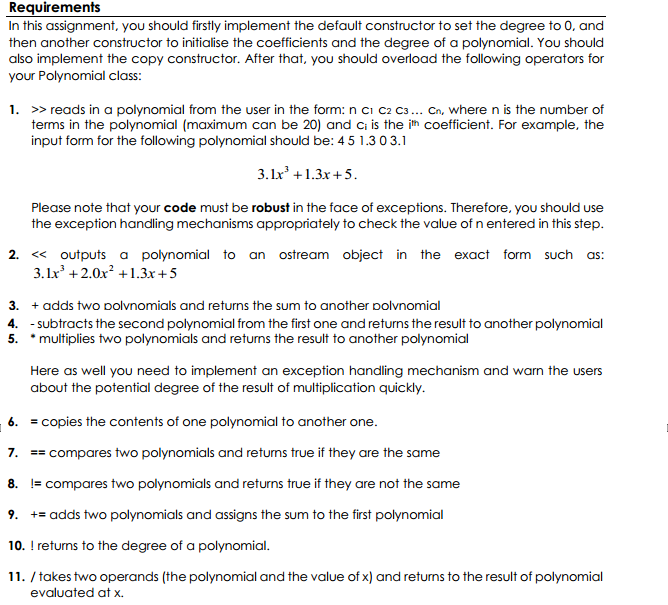 Requirements
In this assignment, you should firstly implement the default constructor to set the degree to 0, and
then another constructor to initialise the coefficients and the degree of a polynomial. You should
also implement the copy constructor. After that, you should overload the following operators for
your Polynomial class:
1. >> reads in a polynomial from the user in the form: n c₁ c₂ c₃... cₙ, where n is the number of
terms in the polynomial (maximum can be 20) and cᵢ is the iᵗʰ coefficient. For example, the
input form for the following polynomial should be: 4 5 1.3 0 3.1
3.1x³ +1.3x+5.
Please note that your code must be robust in the face of exceptions. Therefore, you should use
the exception handling mechanisms appropriately to check the value of n entered in this step.
2. << outputs a polynomial to an ostream object in the exact form such as:
3.1x³ +2.0x² +1.3x+5
3. + adds two polynomials and returns the sum to another polynomial
4. - subtracts the second polynomial from the first one and returns the result to another polynomial
5. * multiplies two polynomials and returns the result to another polynomial
Here as well you need to implement an exception handling mechanism and warn the users
about the potential degree of the result of multiplication quickly.
6. = copies the contents of one polynomial to another one.
7. == compares two polynomials and returns true if they are the same
8. != compares two polynomials and returns true if they are not the same
9. += adds two polynomials and assigns the sum to the first polynomial
10. ! returns to the degree of a polynomial.
11. / takes two operands (the polynomial and the value of x) and returns to the result of polynomial
evaluated at x.